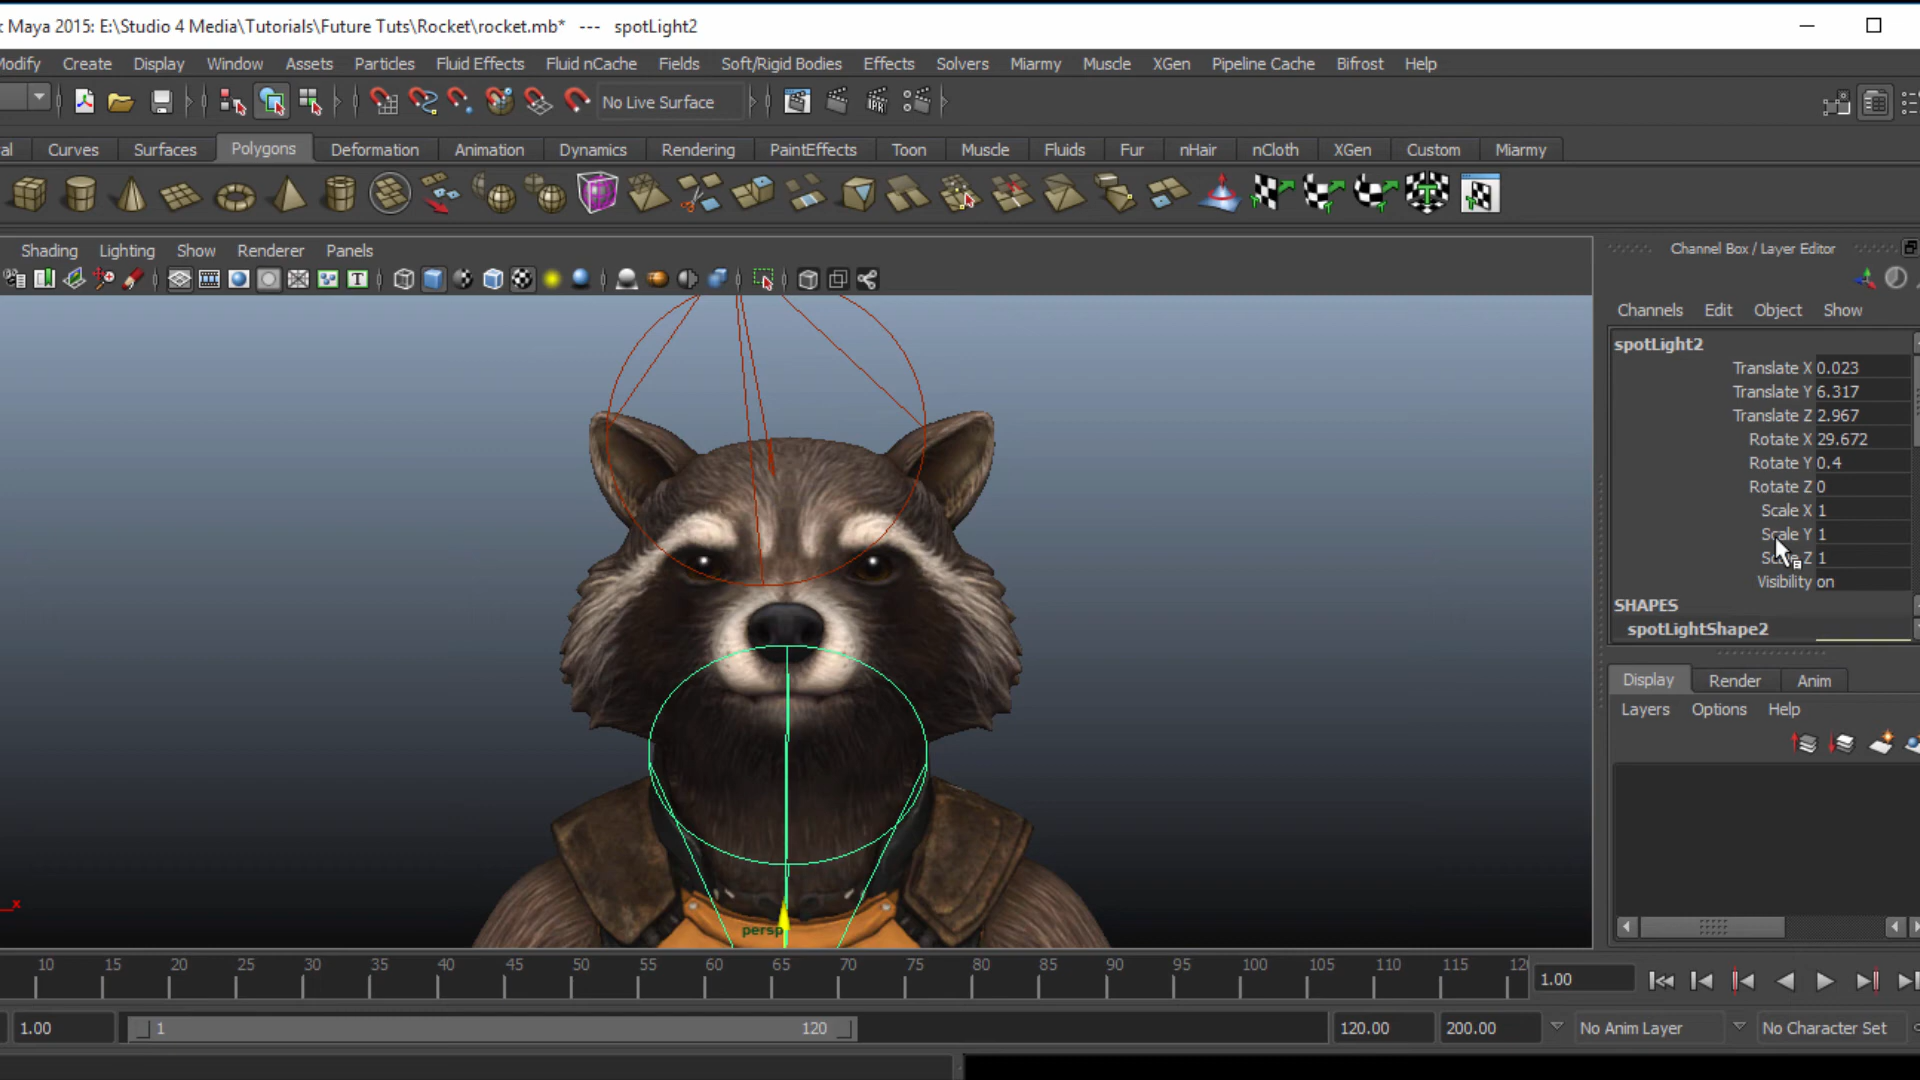 Maya 2015: E:\Studio 4 Media\Tutorials\Future Tuts\Rocket\rocket.mb* --- spotLight2
Modify Create Display Window Assets Particles Fluid Effects Fluid nCache Fields Soft/Rigid Bodies Effects Solvers Miarmy Muscle XGen Pipeline Cache Bifrost Help
No Live Surface
IPR
al Curves Surfaces Polygons Deformation Animation Dynamics Rendering PaintEffects Toon Muscle Fluids Fur nHair nCloth XGen Custom Miarmy
Shading Lighting Show Renderer Panels
Channel Box / Layer Editor
Channels Edit Object Show
spotLight2
Translate X 0.023
Translate Y 6.317
Translate Z 2.967
Rotate X 29.672
Rotate Y 0.4
Rotate Z 0
Scale X 1
Scale Y 1
Scale Z 1
Visibility on
SHAPES
spotLightShape2
Display Render Anim
Layers Options Help
x
persp
10 15 20 25 30 35 40 45 50 55 60 65 70 75 80 85 90 95 100 105 110 115 12
1.00
1.00 1 120 120.00 200.00 No Anim Layer No Character Set